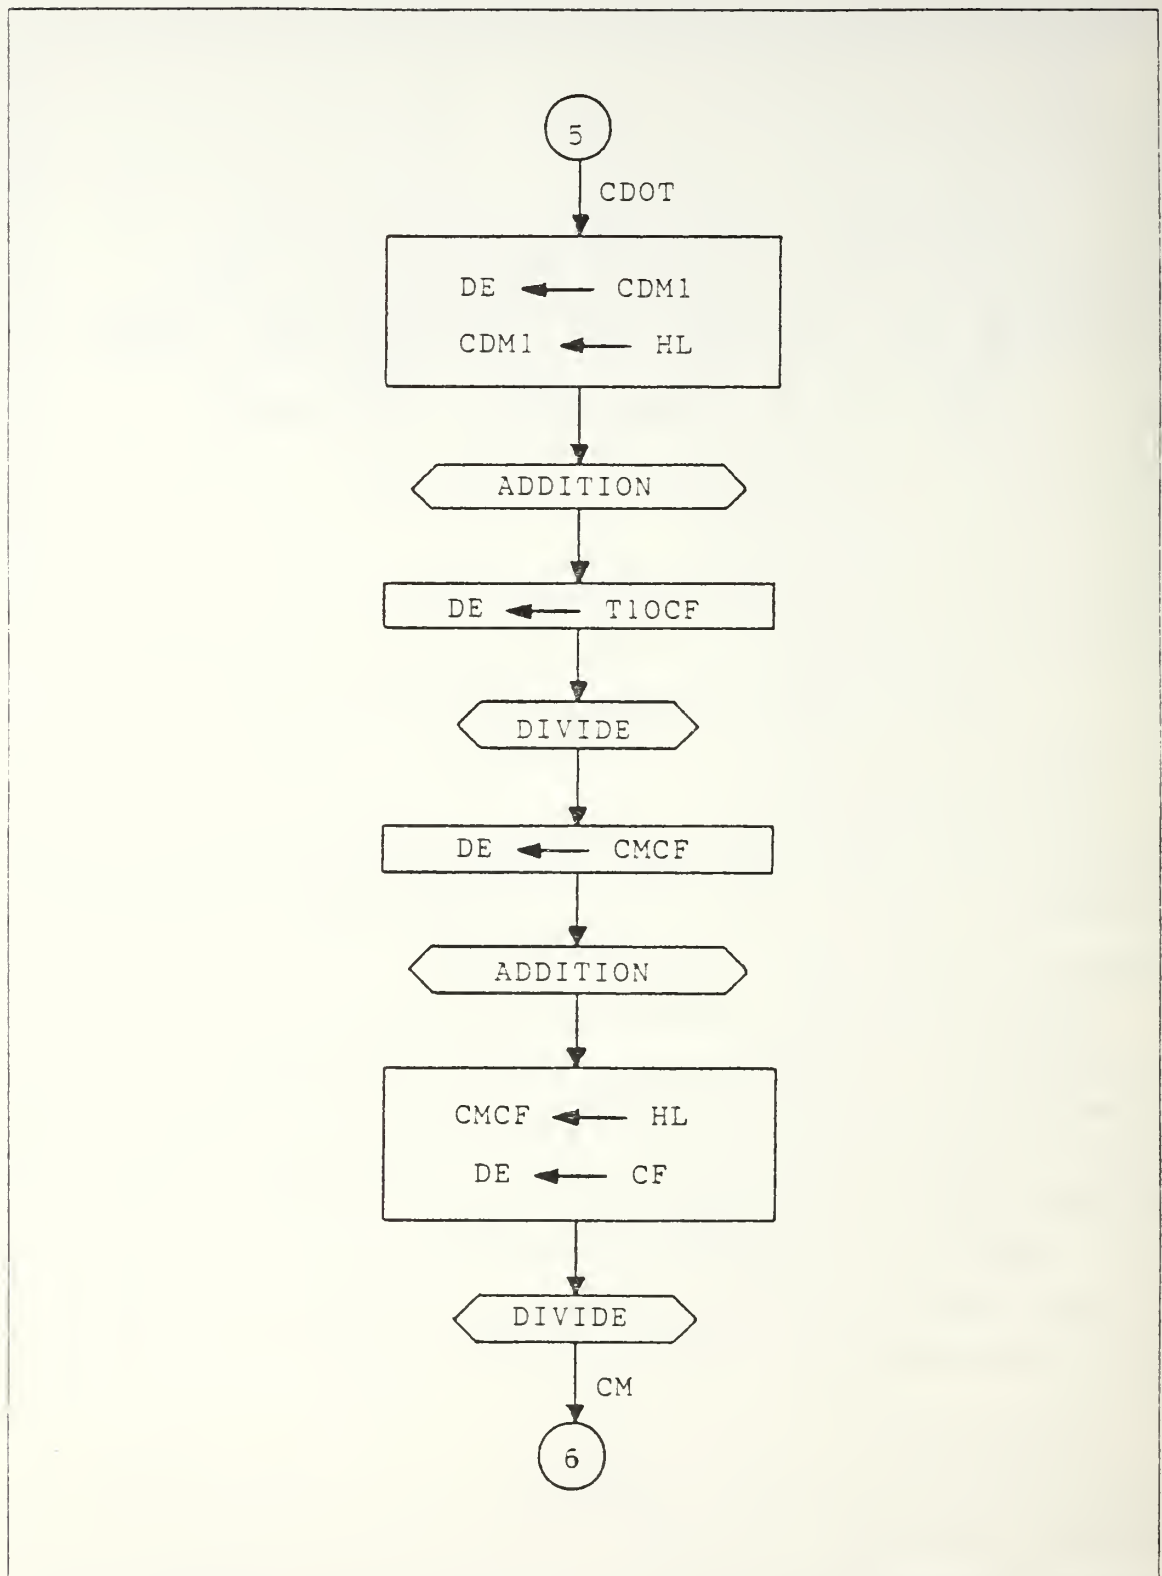 5
CDOT
DE ← CDM1
CDM1 ← HL
ADDITION
DE ← T1OCF
DIVIDE
DE ← CMCF
ADDITION
CMCF ← HL
DE ← CF
DIVIDE
CM
6